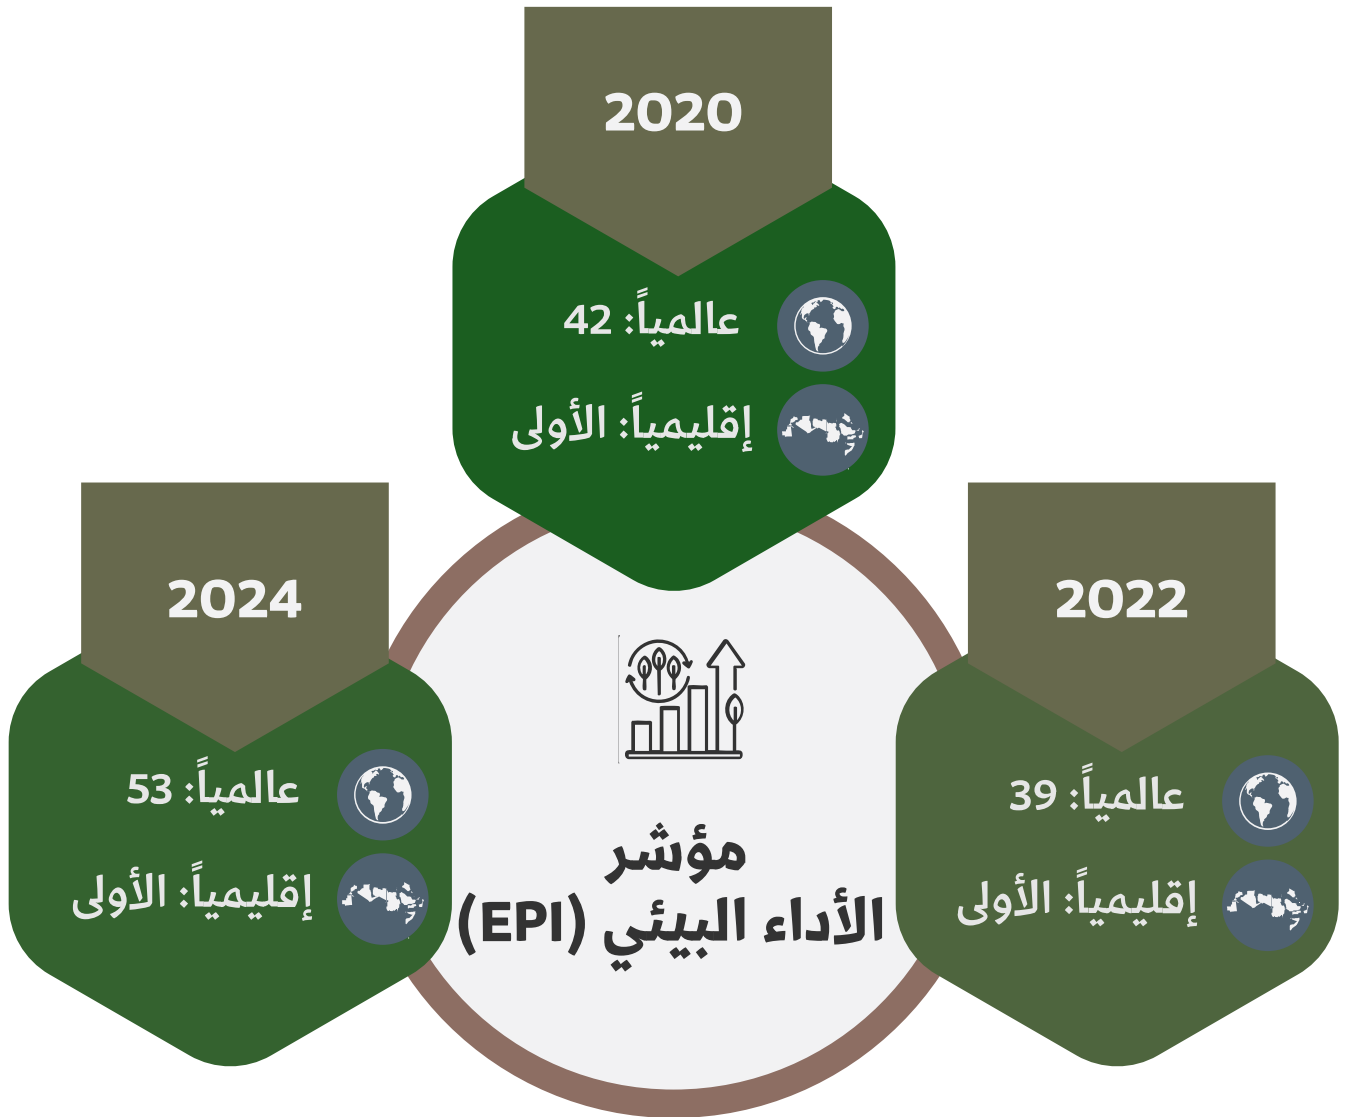 2020
عالمياً: 42
إقليمياً: الأولى
2022
عالمياً: 39
إقليمياً: الأولى
2024
عالمياً: 53
إقليمياً: الأولى
مؤشر
الأداء البيئي (EPI)